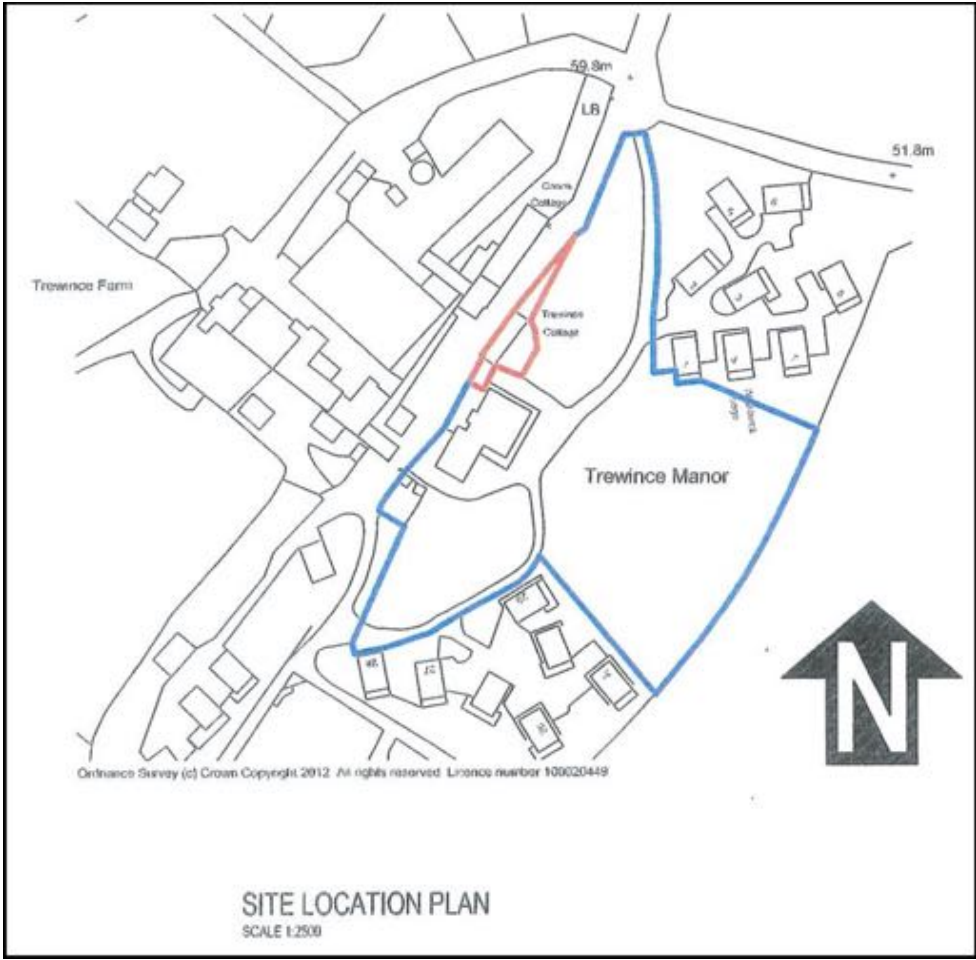 59.8m
LB
51.8m
Cottage
Trewince Farm
Trewince
Cottage
Trewince Manor
N
Ordnance Survey (c) Crown Copyright 2012 All rights reserved Licence number 100020449
SITE LOCATION PLAN
SCALE 1:2500